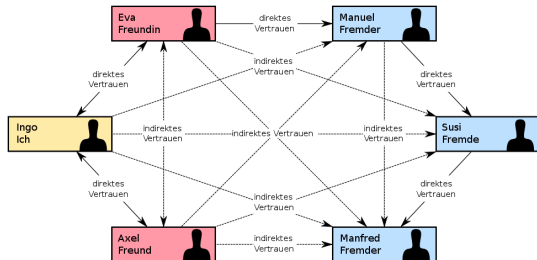 Eva
Freundin
direktes
Vertrauen
Manuel
Fremder
indirektes
Vertrauen
direktes
Vertrauen
direktes
Vertrauen
Ingo
Ich
indirektes
Vertrauen
indirektes Vertrauen
indirektes
Vertrauen
Susi
Fremde
direktes
Vertrauen
indirektes
Vertrauen
direktes
Vertrauen
Axel
Freund
indirektes
Vertrauen
Manfred
Fremder